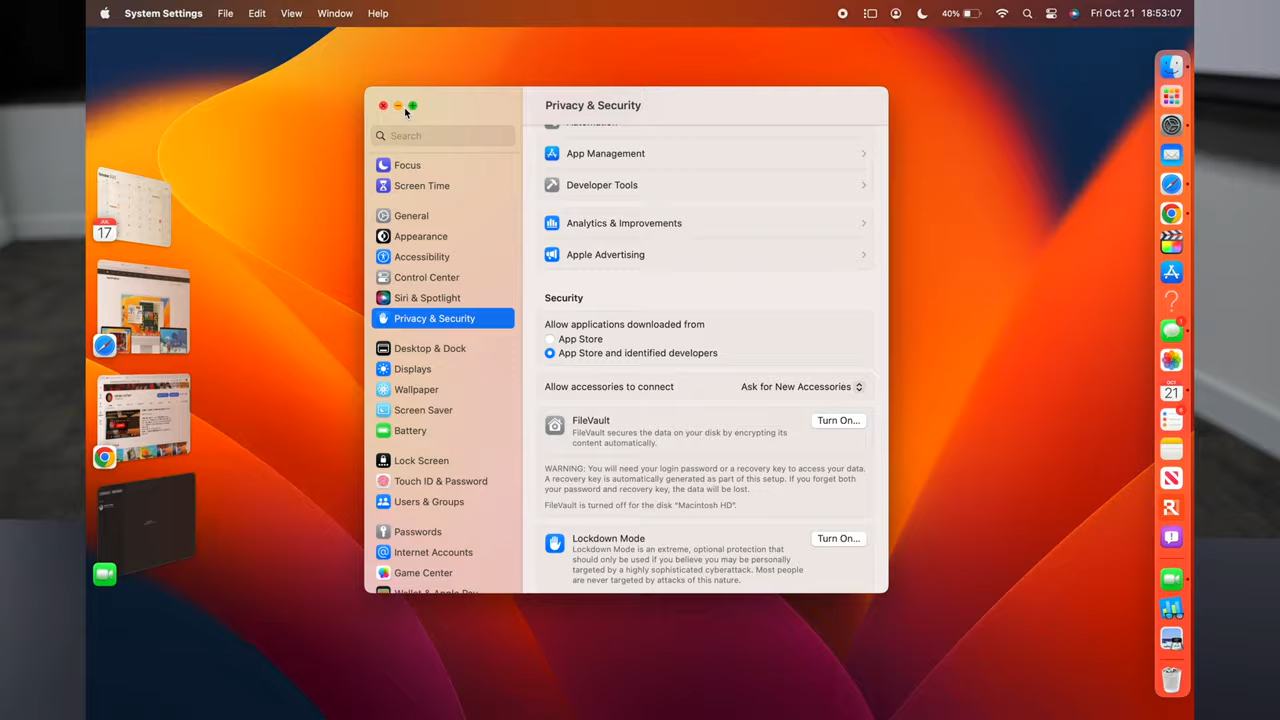 System Settings File Edit View Window Help 40% Fri Oct 21 18:53:07
Privacy & Security
Search
Focus
Screen Time
General
Appearance
Accessibility
Control Center
Siri & Spotlight
Privacy & Security
Desktop & Dock
Displays
Wallpaper
Screen Saver
Battery
Lock Screen
Touch ID & Password
Users & Groups
Passwords
Internet Accounts
Game Center
Wallet & Apple Pay
Automation
App Management
Developer Tools
Analytics & Improvements
Apple Advertising
Security
Allow applications downloaded from
App Store
App Store and identified developers
Allow accessories to connect Ask for New Accessories
FileVault Turn On...
FileVault secures the data on your disk by encrypting its
content automatically.
WARNING: You will need your login password or a recovery key to access your data.
A recovery key is automatically generated as part of this setup. If you forget both
your password and recovery key, the data will be lost.
FileVault is turned off for the disk “Macintosh HD”.
Lockdown Mode Turn On...
Lockdown Mode is an extreme, optional protection that
should only be used if you believe you may be personally
targeted by a highly sophisticated cyberattack. Most people
are never targeted by attacks of this nature.
JUL
17
OCT
21